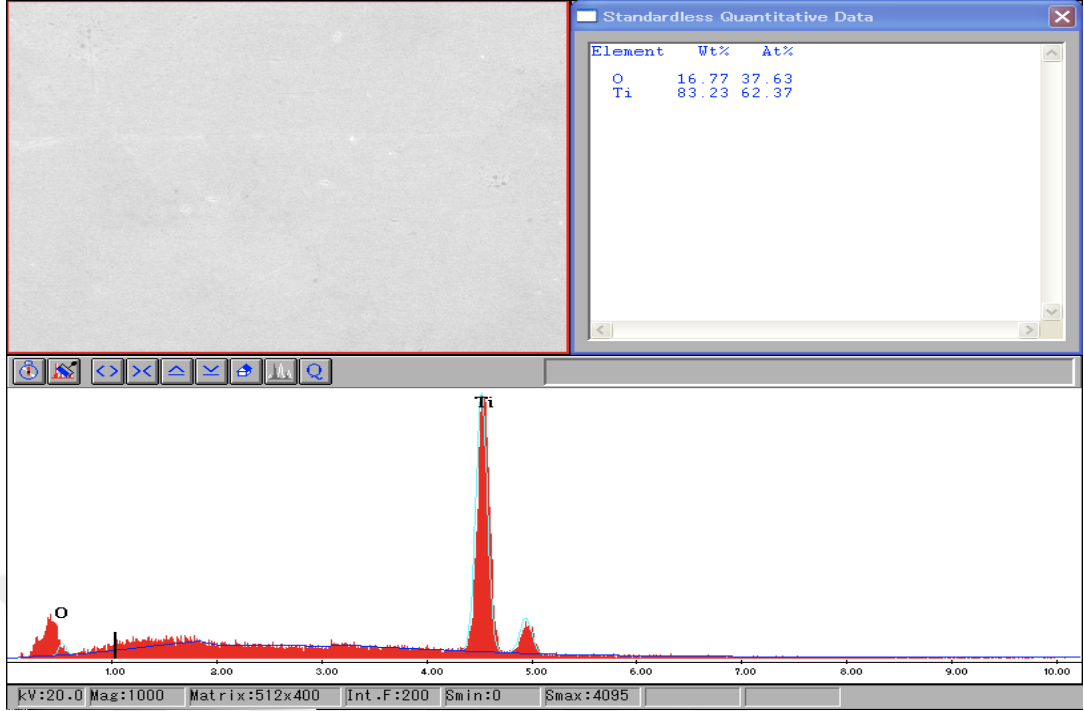 Standardless Quantitative Data
Element Wt% At%
O 16.77 37.63
Ti 83.23 62.37
Q
Ti
O
1.00 2.00 3.00 4.00 5.00 6.00 7.00 8.00 9.00 10.00
kV:20.0 Mag:1000 Matrix:512x400 Int.F:200 Smin:0 Smax:4095